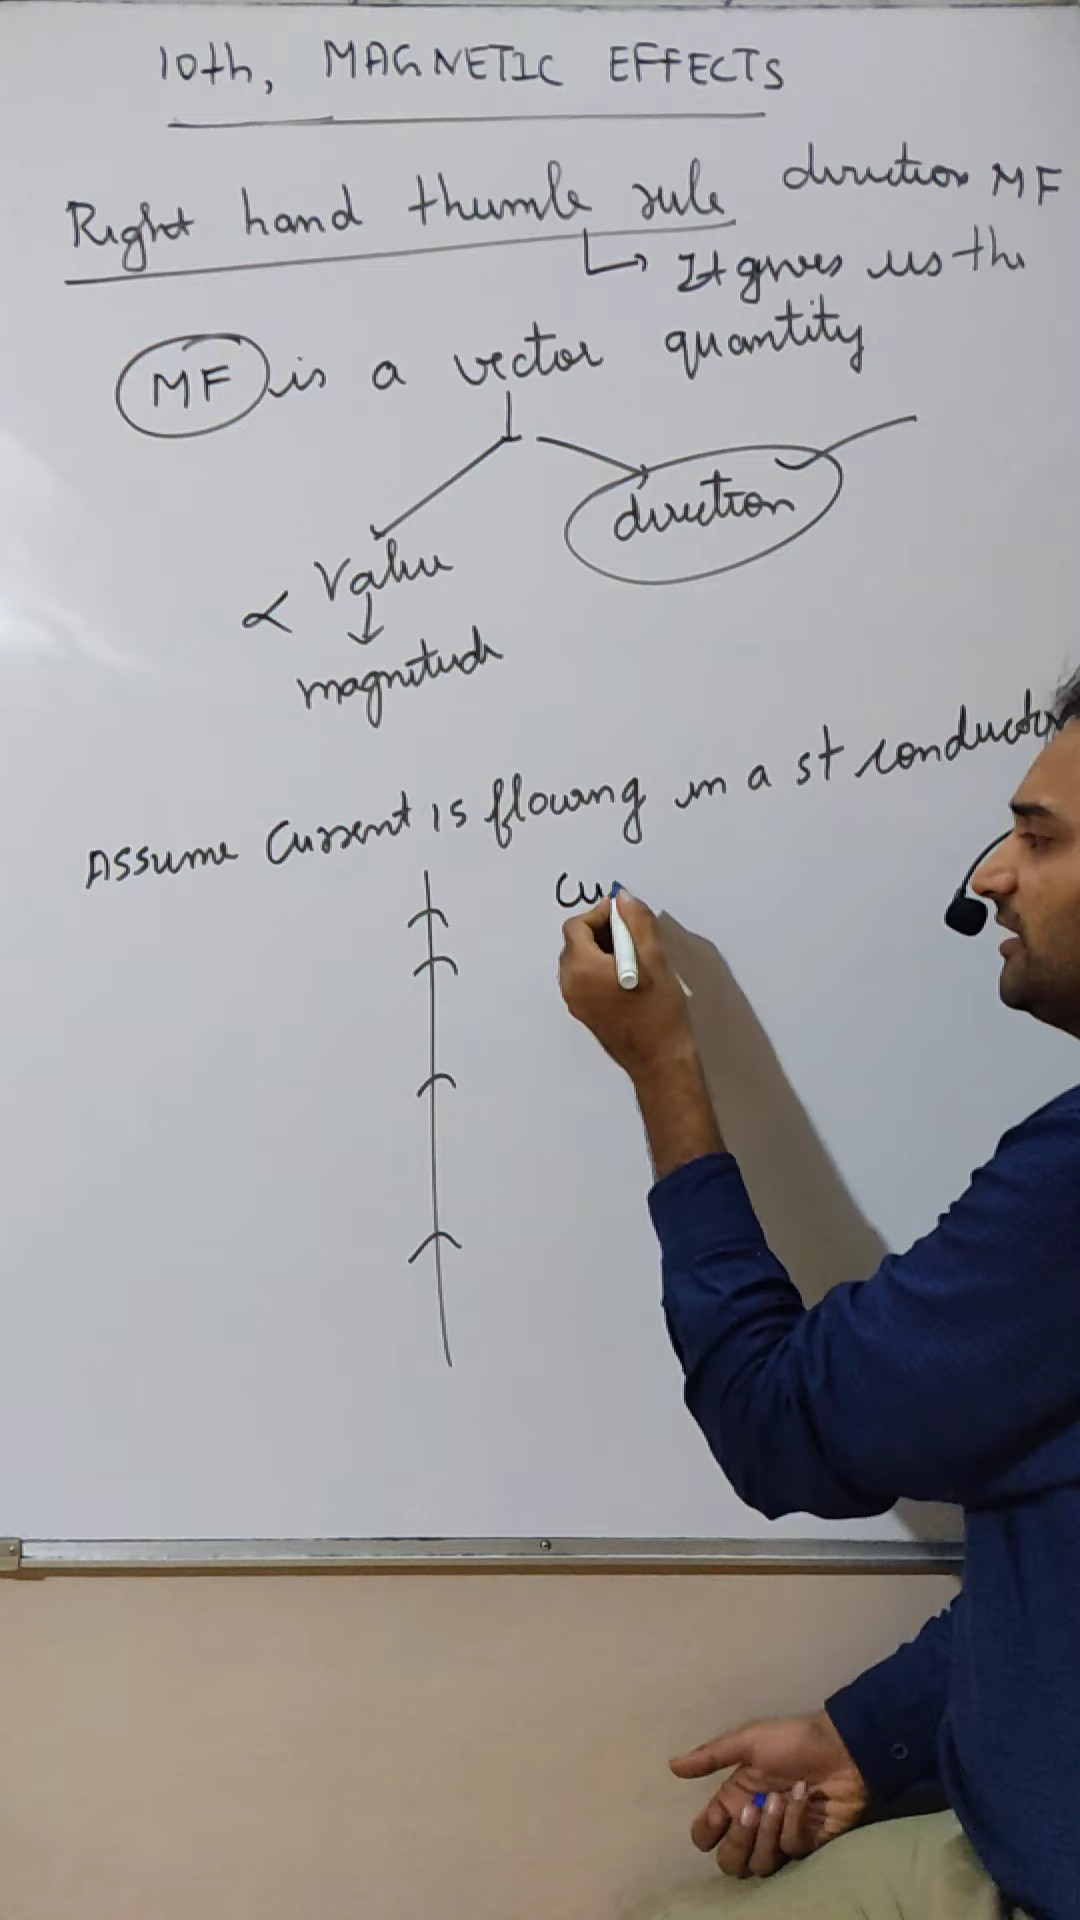 10th, MAGNETIC EFFECTS
Right hand thumb rule direction MF
↳ It gives us the
MF is a vector quantity
direction
∝ Value
↓
magnitude
Assume Current is flowing in a st conductor
Cu